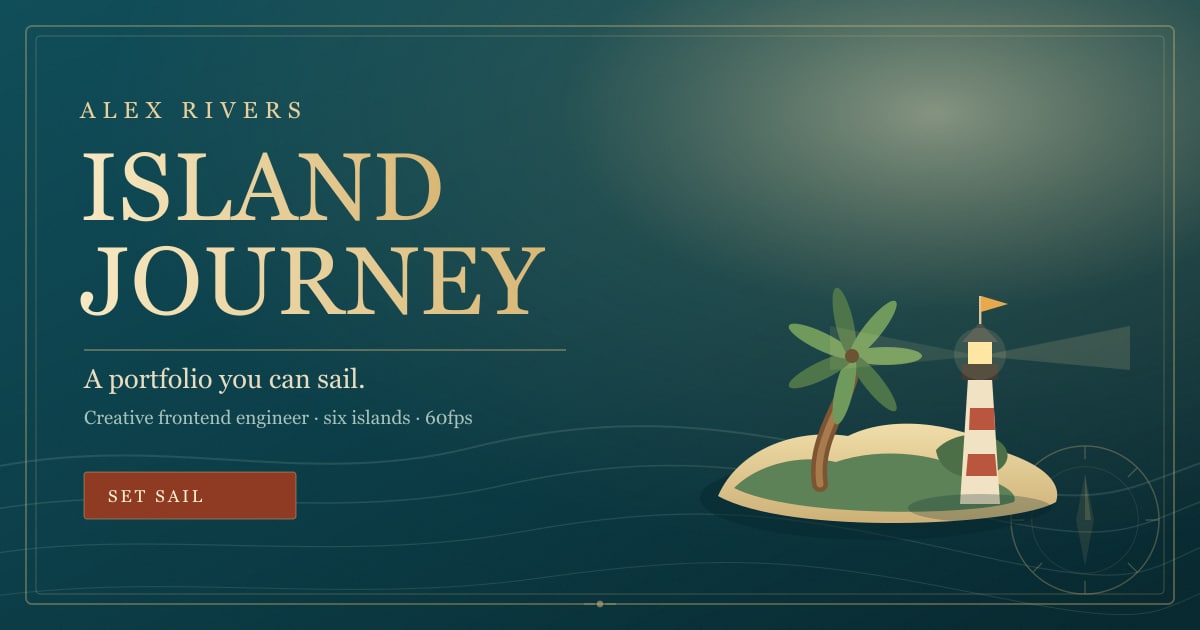 ALEX RIVERS
ISLAND
JOURNEY
A portfolio you can sail.
Creative frontend engineer · six islands · 60fps
SET SAIL